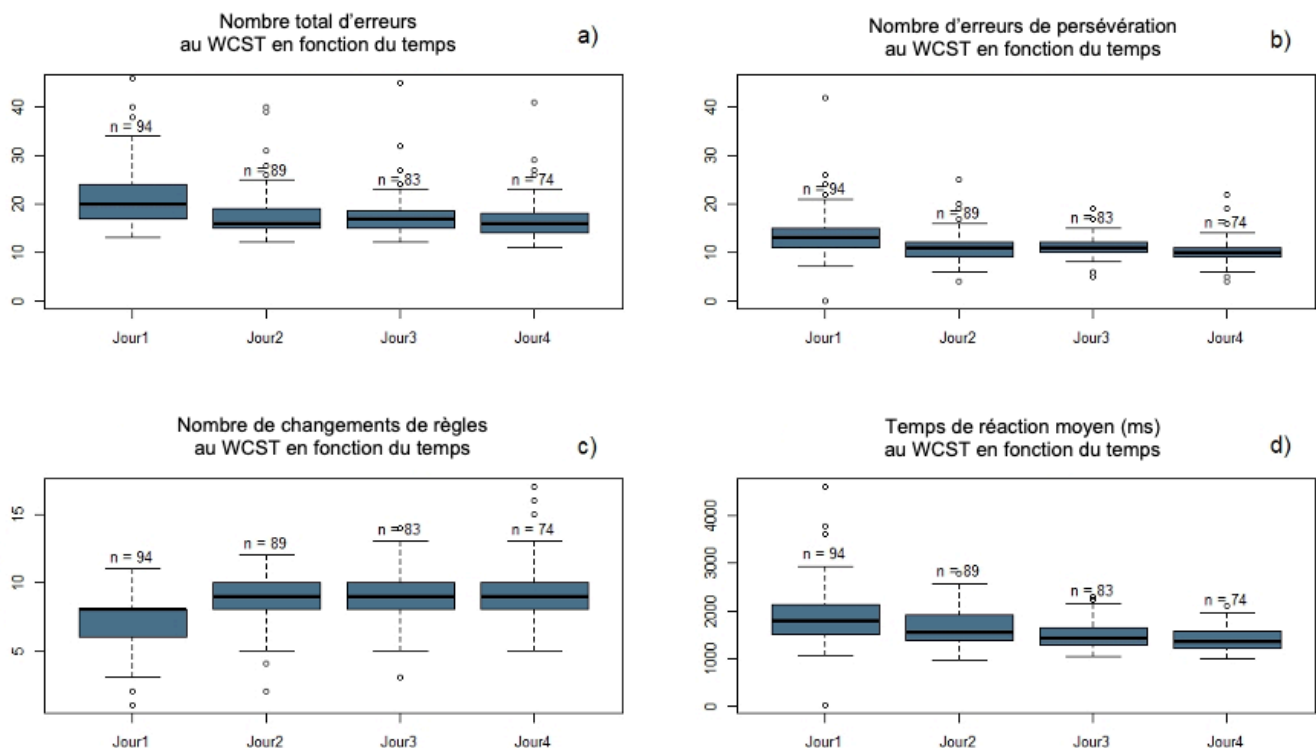 Nombre total d'erreurs
au WCST en fonction du temps
a)
40
30
20
10
0
n = 94
n = 89
n = 83
n = 74
Jour1
Jour2
Jour3
Jour4
Nombre d'erreurs de persévération
au WCST en fonction du temps
b)
40
30
20
10
0
n = 94
n = 89
n = 83
n = 74
Jour1
Jour2
Jour3
Jour4
Nombre de changements de règles
au WCST en fonction du temps
c)
15
10
5
n = 94
n = 89
n = 83
n = 74
Jour1
Jour2
Jour3
Jour4
Temps de réaction moyen (ms)
au WCST en fonction du temps
d)
4000
3000
2000
1000
0
n = 94
n = 89
n = 83
n = 74
Jour1
Jour2
Jour3
Jour4